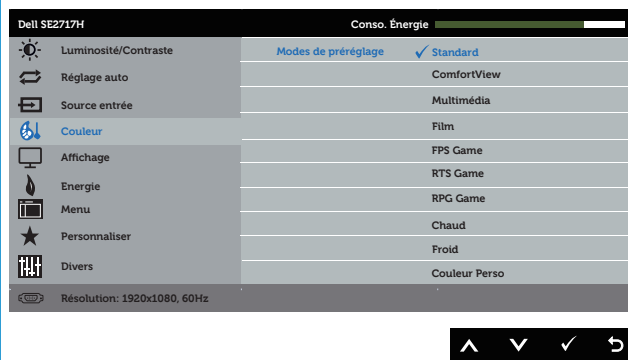 Dell SE2717H Conso. Énergie
Luminosité/Contraste Modes de préréglage Standard
Réglage auto ComfortView
Source entrée Multimédia
Couleur Film
Affichage FPS Game
RTS Game
Energie RPG Game
Menu
Personnaliser Chaud
Froid
Divers Couleur Perso
Résolution: 1920x1080, 60Hz